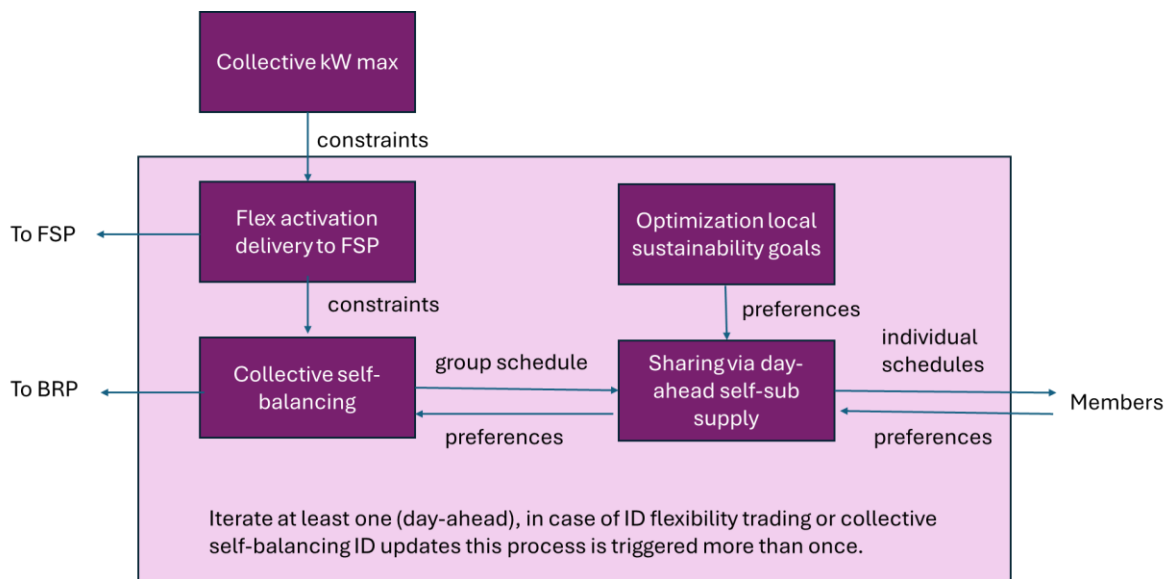 Collective kW max
constraints
To FSP
Flex activation
delivery to FSP
Optimization local
sustainability goals
constraints
preferences
To BRP
Collective self-
balancing
group schedule
preferences
Sharing via day-
ahead self-sub
supply
individual
schedules
preferences
Members
Iterate at least one (day-ahead), in case of ID flexibility trading or collective
self-balancing ID updates this process is triggered more than once.